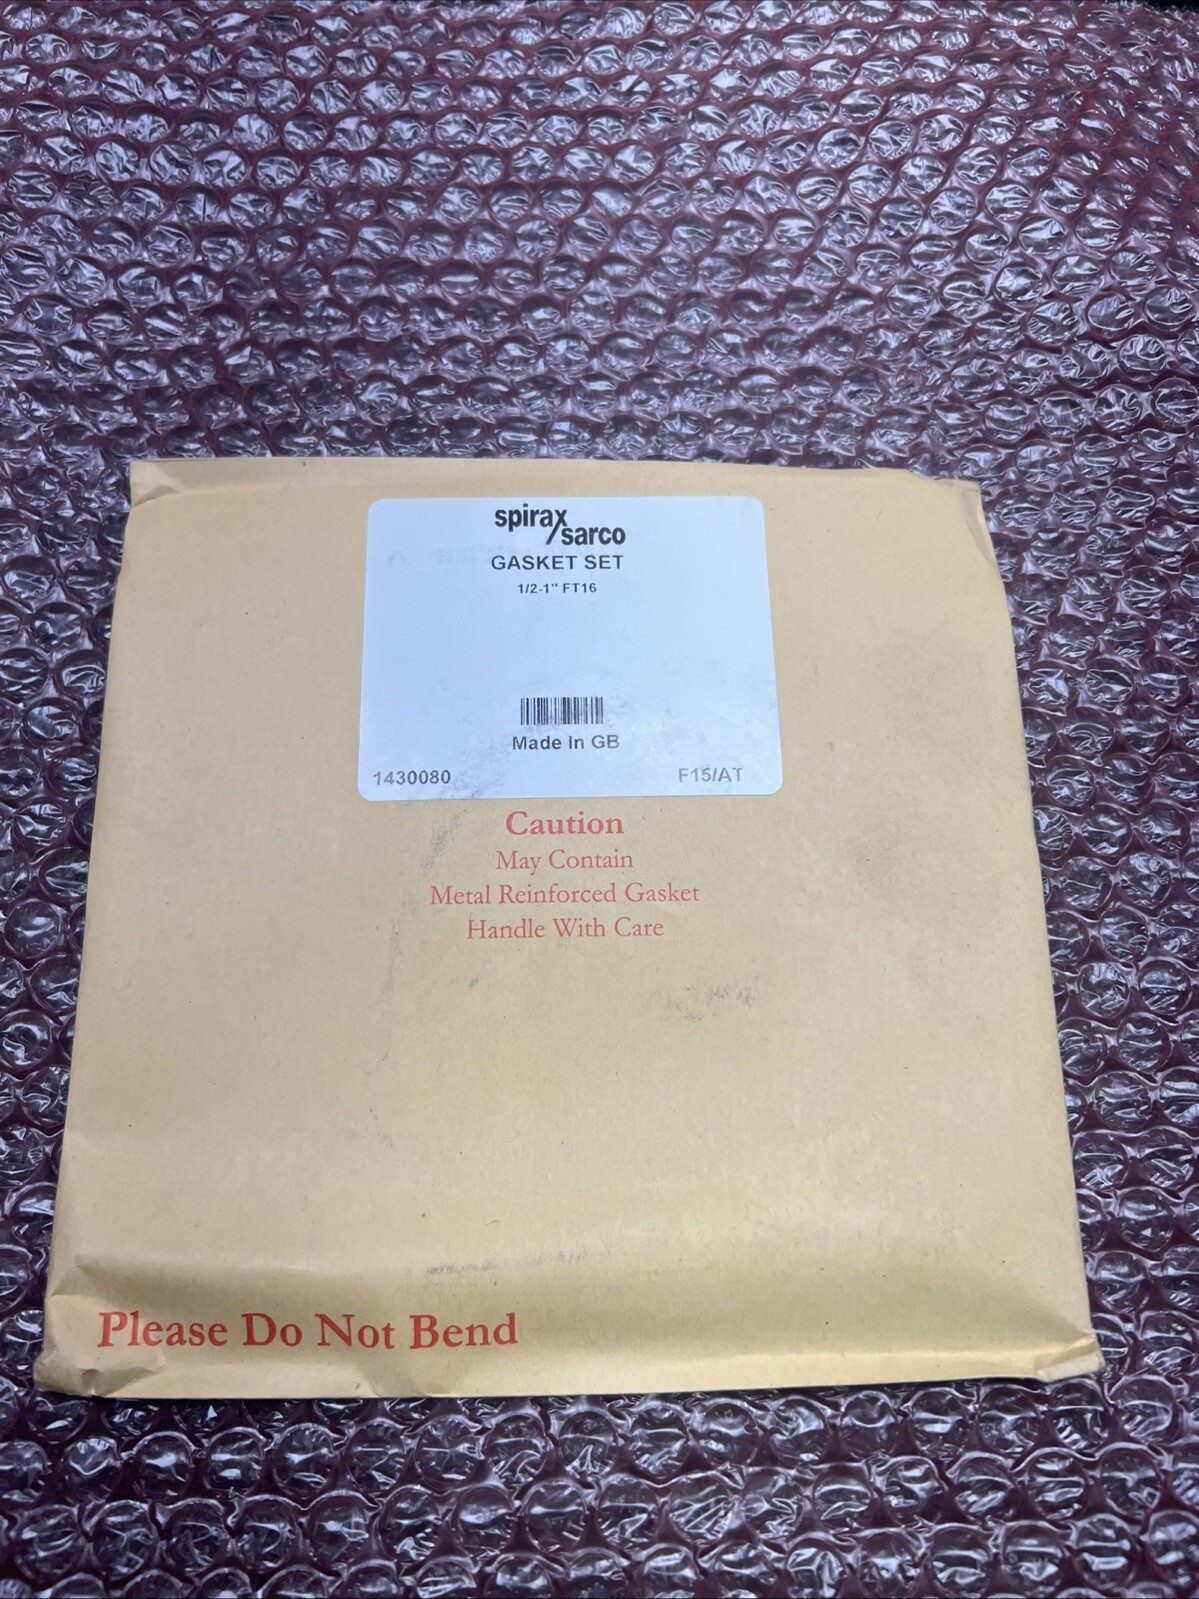 spirax
sarco
GASKET SET
1/2-1" FT16
Made In GB
1430080 F15/AT
Caution
May Contain
Metal Reinforced Gasket
Handle With Care
Please Do Not Bend